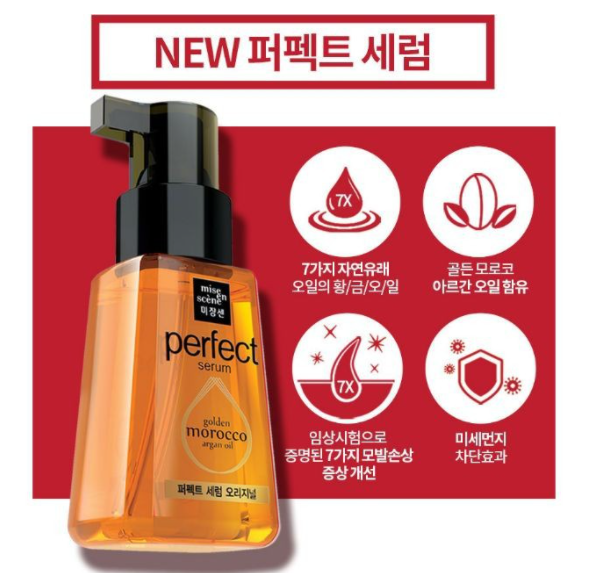 NEW 퍼펙트 세럼
mise
en
scène
미쟝센
perfect
serum
golden
morocco
argan oil
퍼펙트 세럼 오리지널
7X
7가지 자연유래
오일의 황/금/오/일
골든 모로코
아르간 오일 함유
7X
임상시험으로
증명된 7가지 모발손상
증상 개선
미세먼지
차단효과